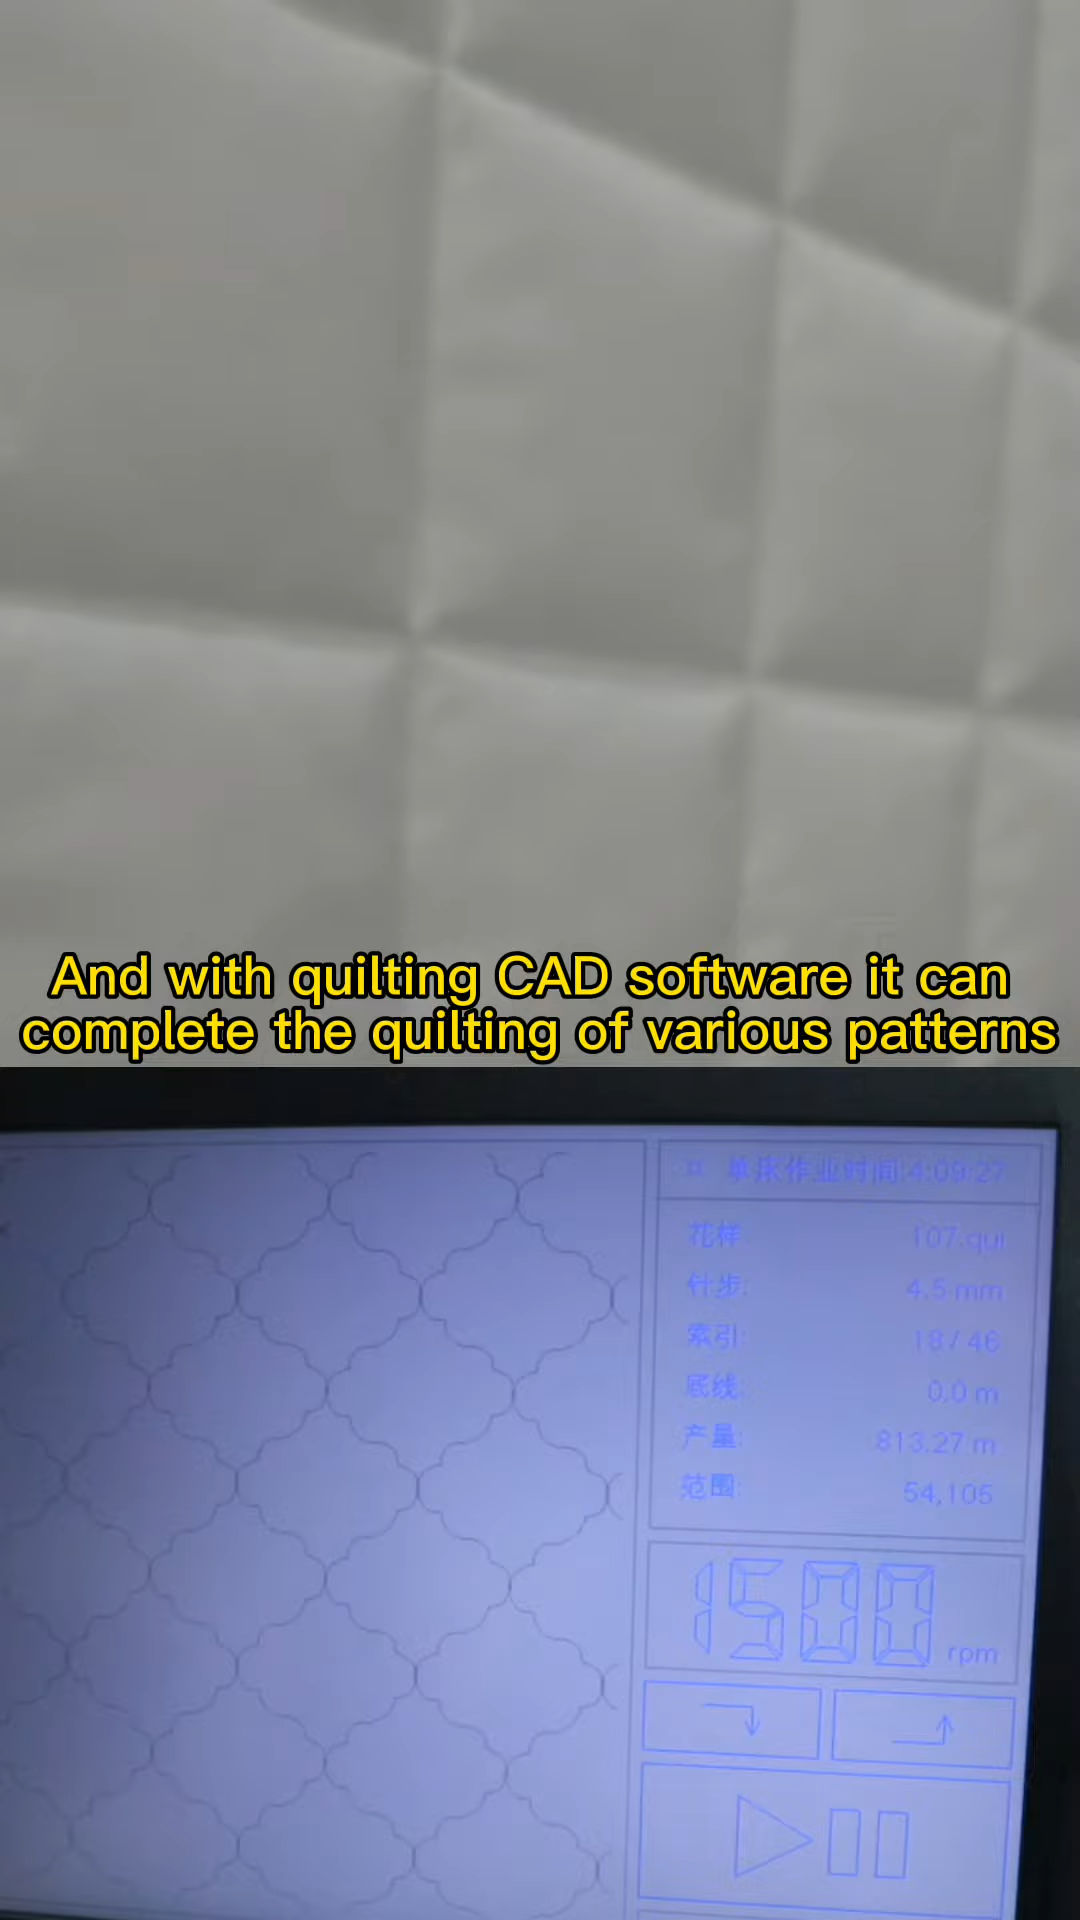 And with quilting CAD software it can
complete the quilting of various patterns
单床作业时间:4:09:27
花样: 107.qui
针步: 4.5 mm
索引: 18 / 46
底线: 0.0 m
产量: 813.27 m
范围: 54,105
1500 rpm